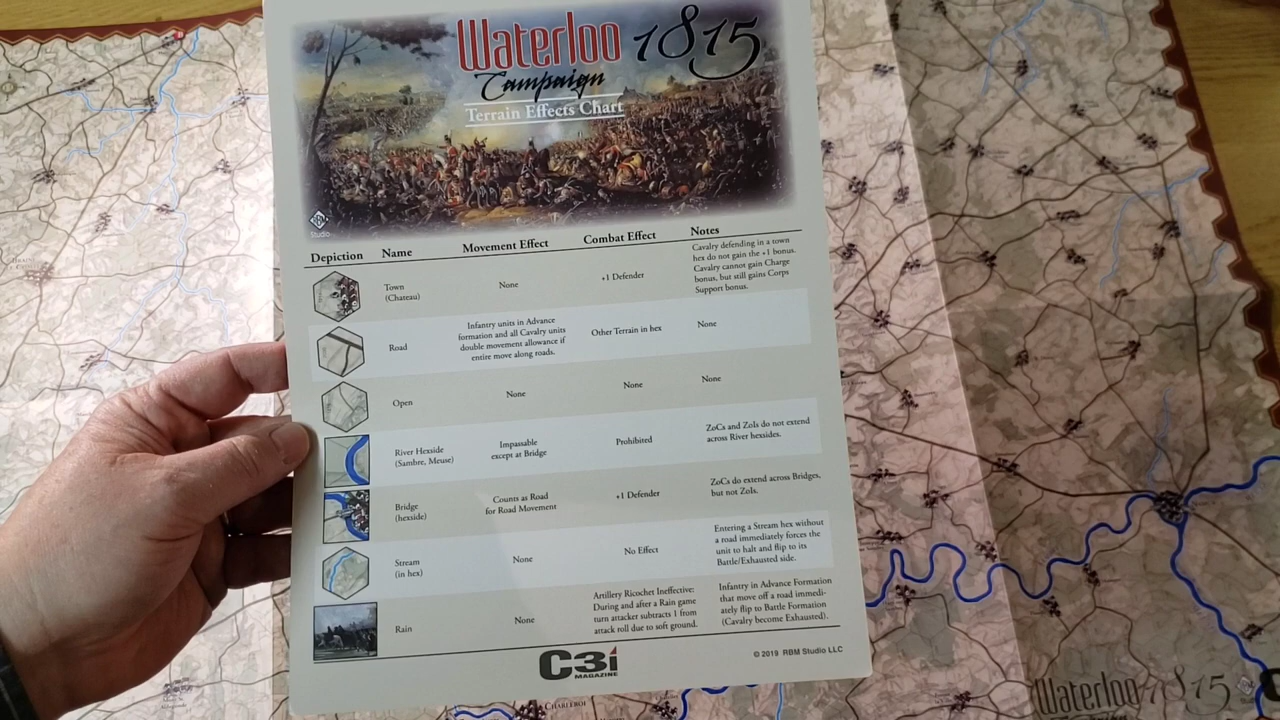 Waterloo 1815
Campaign
Terrain Effects Chart
RBM
Studio
Depiction Name Movement Effect Combat Effect Notes
Town
(Chateau)
None
+1 Defender
Cavalry defending in a town
hex do not gain the +1 bonus.
Cavalry cannot gain Charge
bonus, but still gains Corps
Support bonus.
Road
Infantry units in Advance
formation and all Cavalry units
double movement allowance if
entire move along roads.
Other Terrain in hex
None
Open
None
None
None
River Hexside
(Sambre, Meuse)
Impassable
except at Bridge
Prohibited
ZoCs and ZoIs do not extend
across River hexsides.
Bridge
(hexside)
Counts as Road
for Road Movement
+1 Defender
ZoCs do extend across Bridges,
but not ZoIs.
Stream
(in hex)
None
No Effect
Entering a Stream hex without
a road immediately forces the
unit to halt and flip to its
Battle/Exhausted side.
Rain
None
Artillery Ricochet Ineffective:
During and after a Rain game
turn attacker subtracts 1 from
attack roll due to soft ground.
Infantry in Advance Formation
that move off a road immedi-
ately flip to Battle Formation
(Cavalry become Exhausted).
C3i
MAGAZINE
© 2019 RBM Studio LLC
Waterloo 1815
CHARLEROI